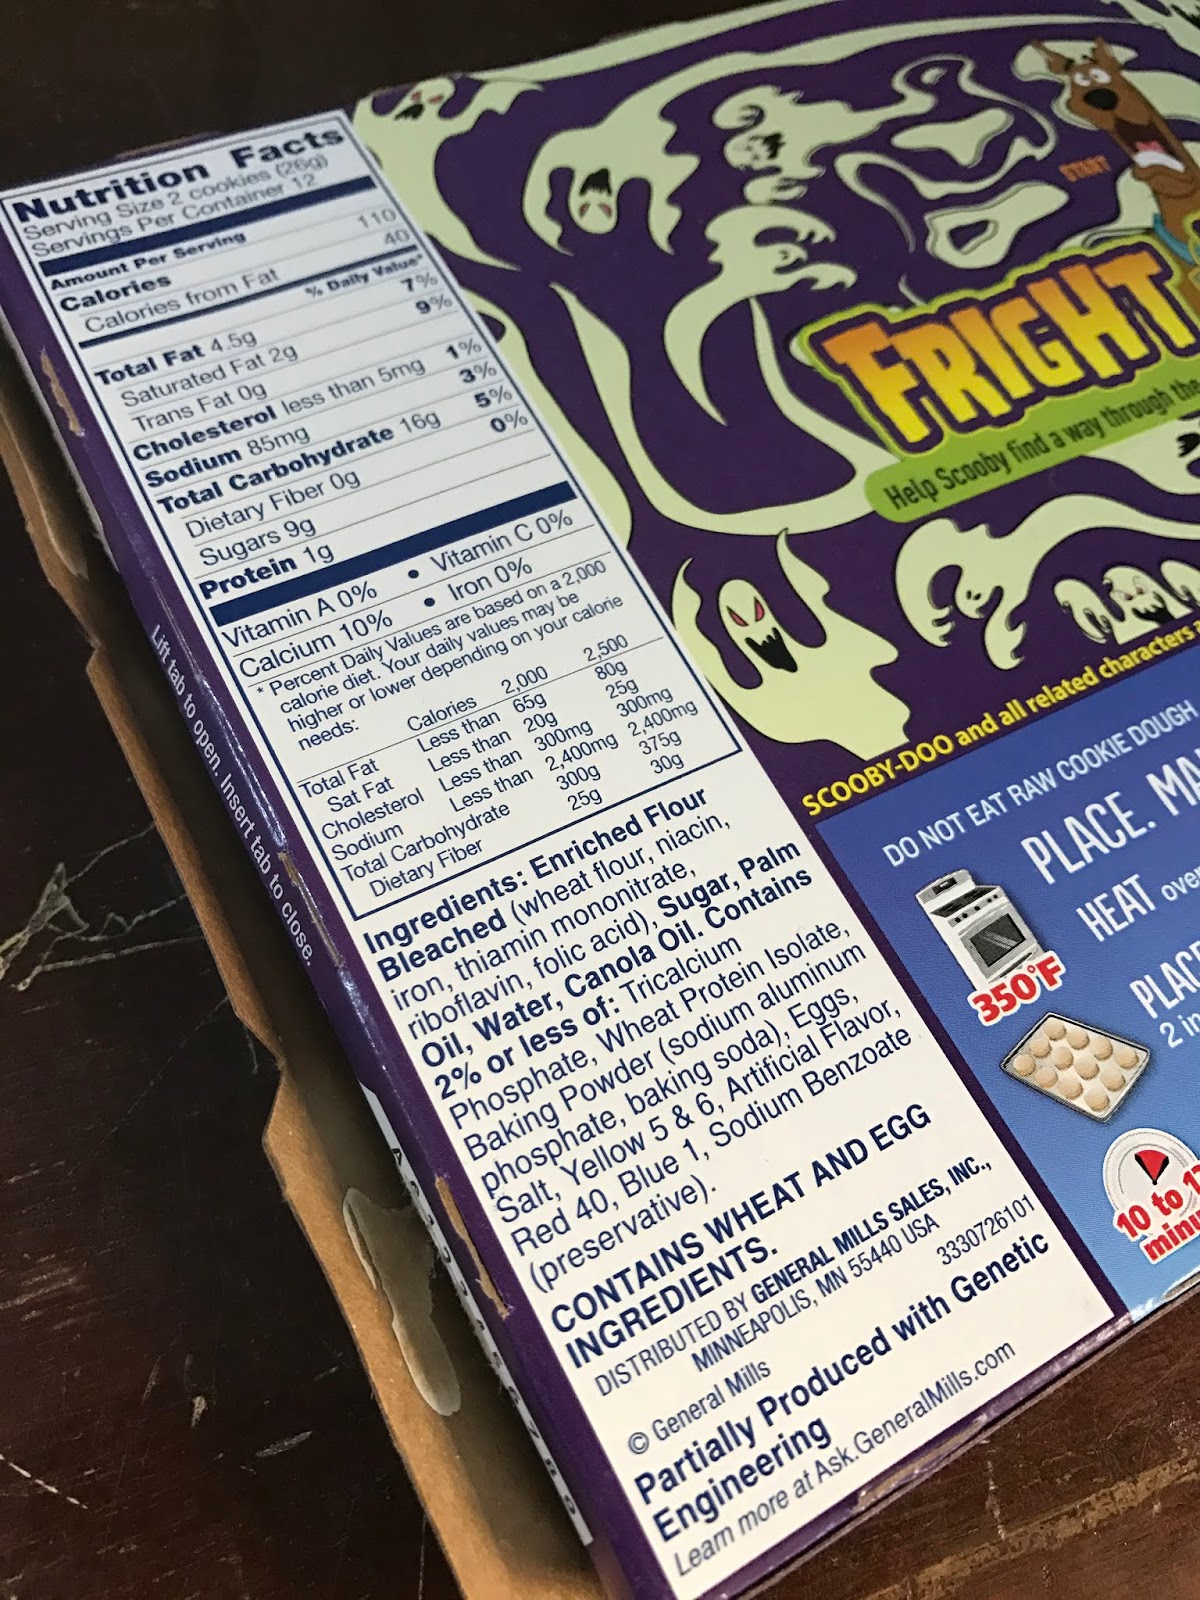 Nutrition Facts
Serving Size 2 cookies (26g)
Servings Per Container 12
Amount Per Serving
Calories 110
Calories from Fat 40
% Daily Value*
Total Fat 4.5g 7%
Saturated Fat 2g 9%
Trans Fat 0g
Cholesterol less than 5mg 1%
Sodium 85mg 3%
Total Carbohydrate 16g 5%
Dietary Fiber 0g 0%
Sugars 9g
Protein 1g
Vitamin A 0% • Vitamin C 0%
Calcium 10% • Iron 0%
* Percent Daily Values are based on a 2,000
calorie diet. Your daily values may be
higher or lower depending on your calorie
needs:
Calories 2,000 2,500
Total Fat Less than 65g 80g
Sat Fat Less than 20g 25g
Cholesterol Less than 300mg 300mg
Sodium Less than 2,400mg 2,400mg
Total Carbohydrate 300g 375g
Dietary Fiber 25g 30g
Ingredients: Enriched Flour
Bleached (wheat flour, niacin,
iron, thiamin mononitrate,
riboflavin, folic acid), Sugar, Palm
Oil, Water, Canola Oil. Contains
2% or less of: Tricalcium
Phosphate, Wheat Protein Isolate,
Baking Powder (sodium aluminum
phosphate, baking soda), Eggs,
Salt, Yellow 5 & 6, Artificial Flavor,
Red 40, Blue 1, Sodium Benzoate
(preservative).
CONTAINS WHEAT AND EGG
INGREDIENTS.
DISTRIBUTED BY GENERAL MILLS SALES, INC.,
MINNEAPOLIS, MN 55440 USA
3330726101
© General Mills
Partially Produced with Genetic
Engineering
Learn more at Ask.GeneralMills.com
Lift tab to open. Insert tab to close.
START
FRIGHT
Help Scooby find a way through the
SCOOBY-DOO and all related characters
DO NOT EAT RAW COOKIE DOUGH
PLACE.
HEAT
350°F
2 in
10 to